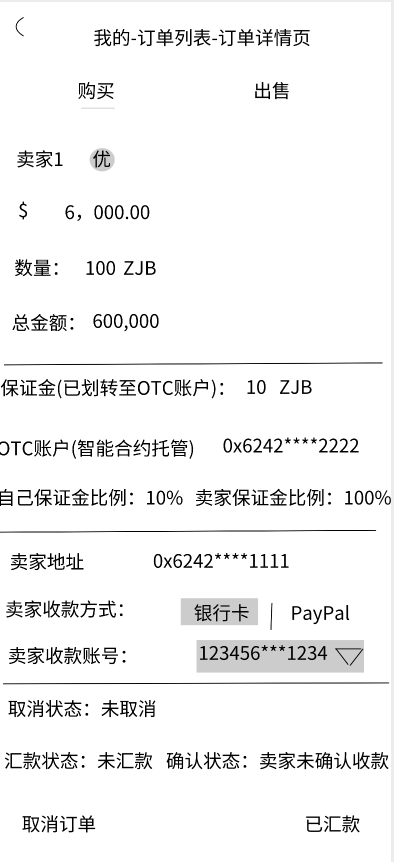 我的-订单列表-订单详情页
购买 出售
卖家1 优
$ 6，000.00
数量： 100 ZJB
总金额： 600,000
保证金(已划转至OTC账户)： 10 ZJB
OTC账户(智能合约托管) 0x6242****2222
自己保证金比例：10% 卖家保证金比例：100%
卖家地址 0x6242****1111
卖家收款方式： 银行卡 | PayPal
卖家收款账号： 123456***1234
取消状态：未取消
汇款状态：未汇款 确认状态：卖家未确认收款
取消订单 已汇款